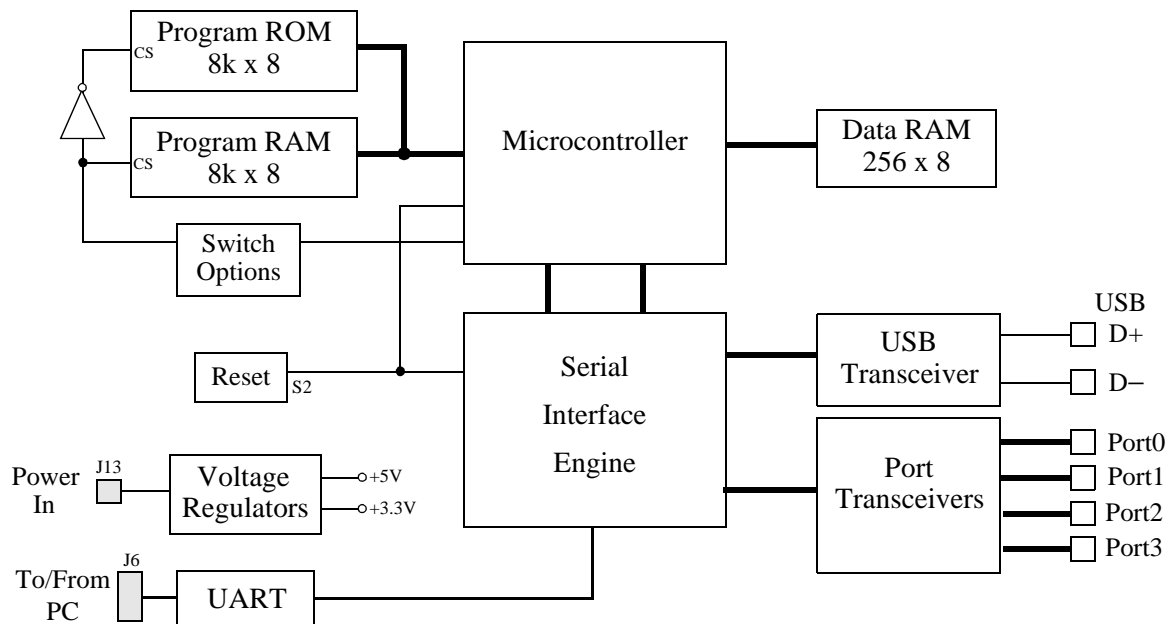 Program ROM
8k x 8
CS
Program RAM
8k x 8
CS
Microcontroller
Data RAM
256 x 8
Switch
Options
Reset
S2
Serial
Interface
Engine
USB
Transceiver
USB
D+
D−
Port
Transceivers
Port0
Port1
Port2
Port3
Power
In
J13
Voltage
Regulators
+5V
+3.3V
To/From
PC
J6
UART